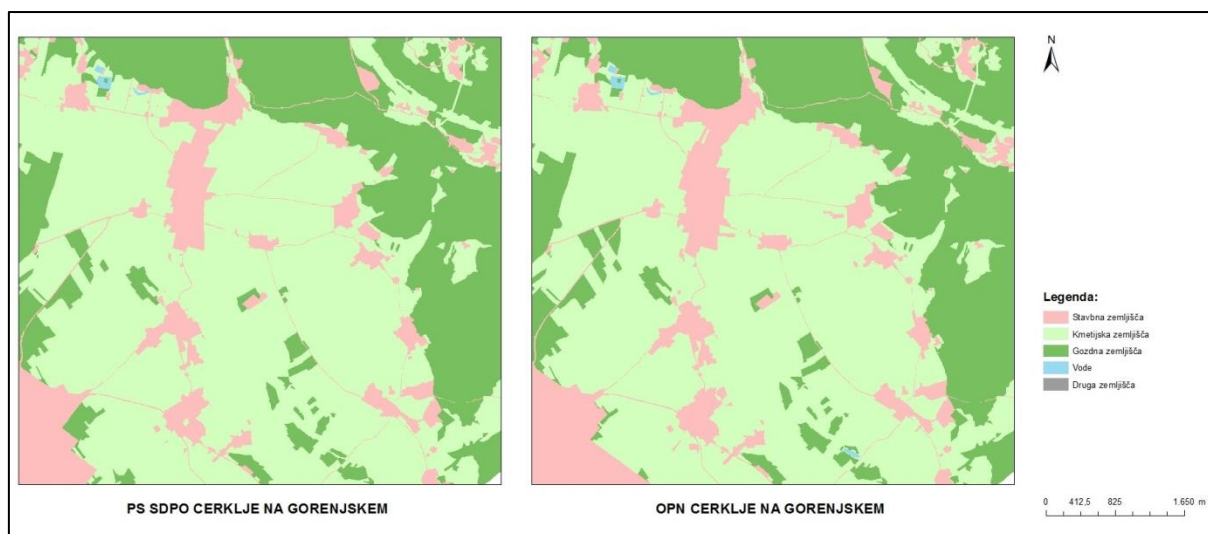 N
Legenda:
Stavbna zemljišča
Kmetijska zemljišča
Gozdna zemljišča
Vode
Druga zemljišča
PS SDPO CERKLJE NA GORENJSKEM
OPN CERKLJE NA GORENJSKEM
0 412,5 825 1.650 m